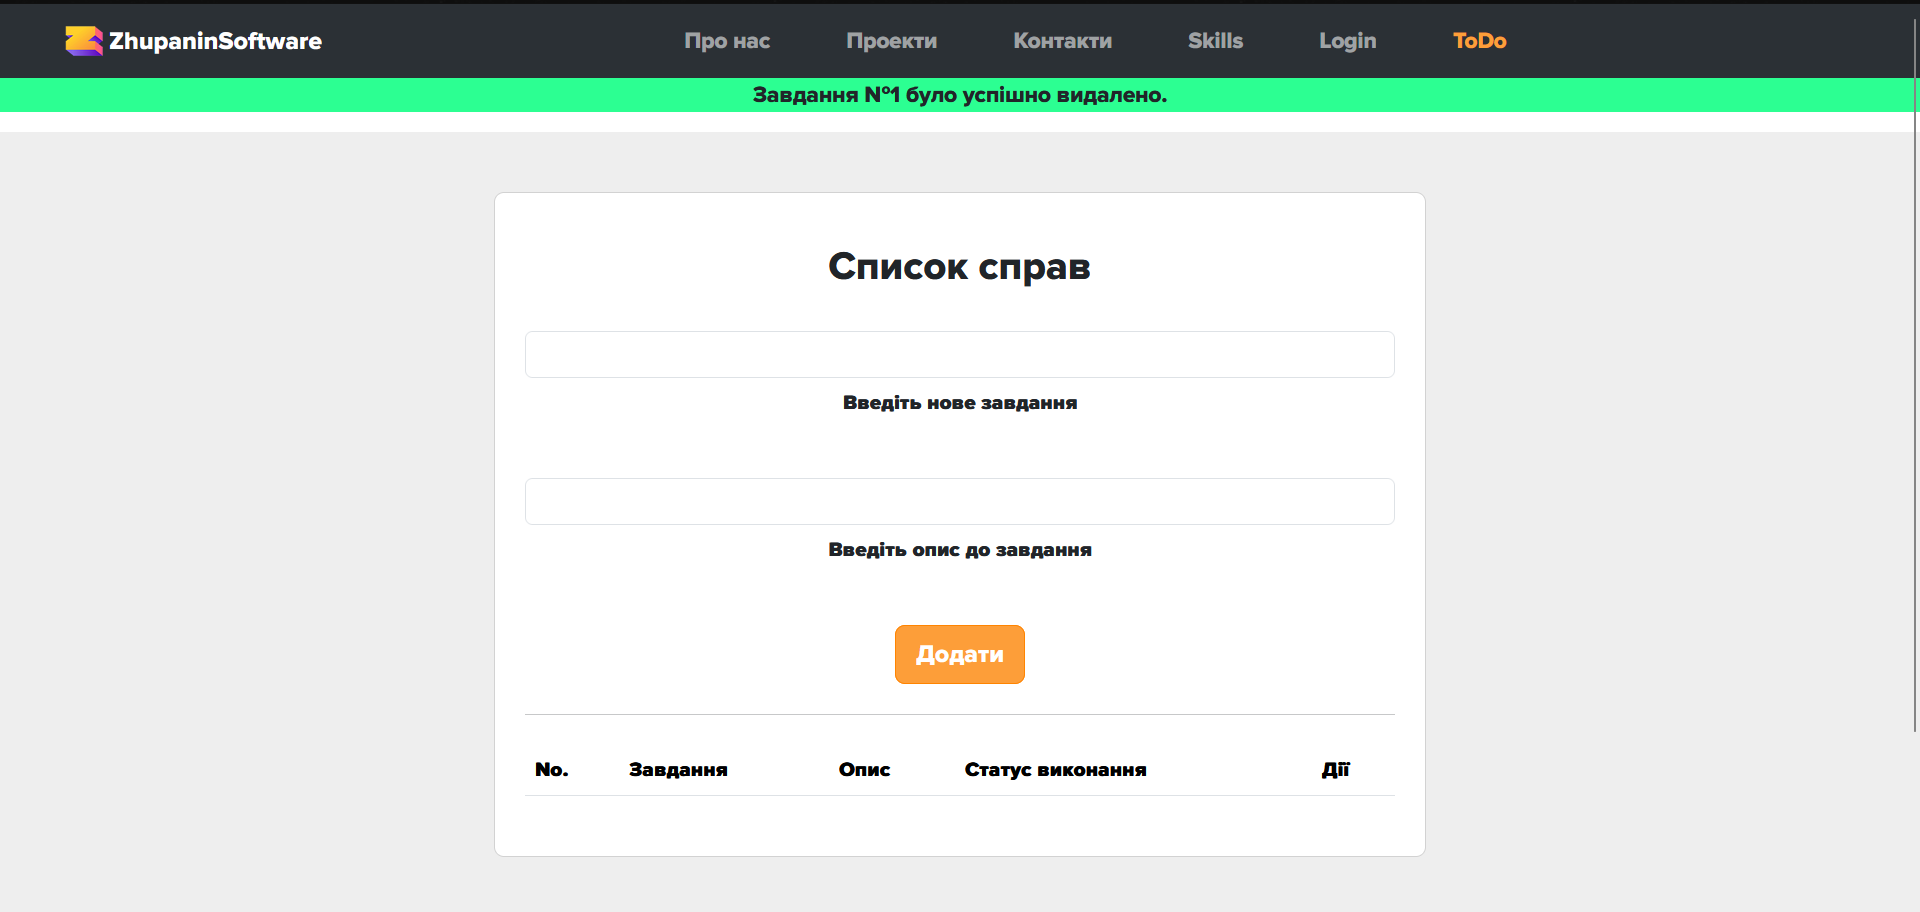 ZhupaninSoftware Про нас Проекти Контакти Skills Login ToDo
Завдання №1 було успішно видалено.
Список справ
Введіть нове завдання
Введіть опис до завдання
Додати
No. Завдання Опис Статус виконання Дії